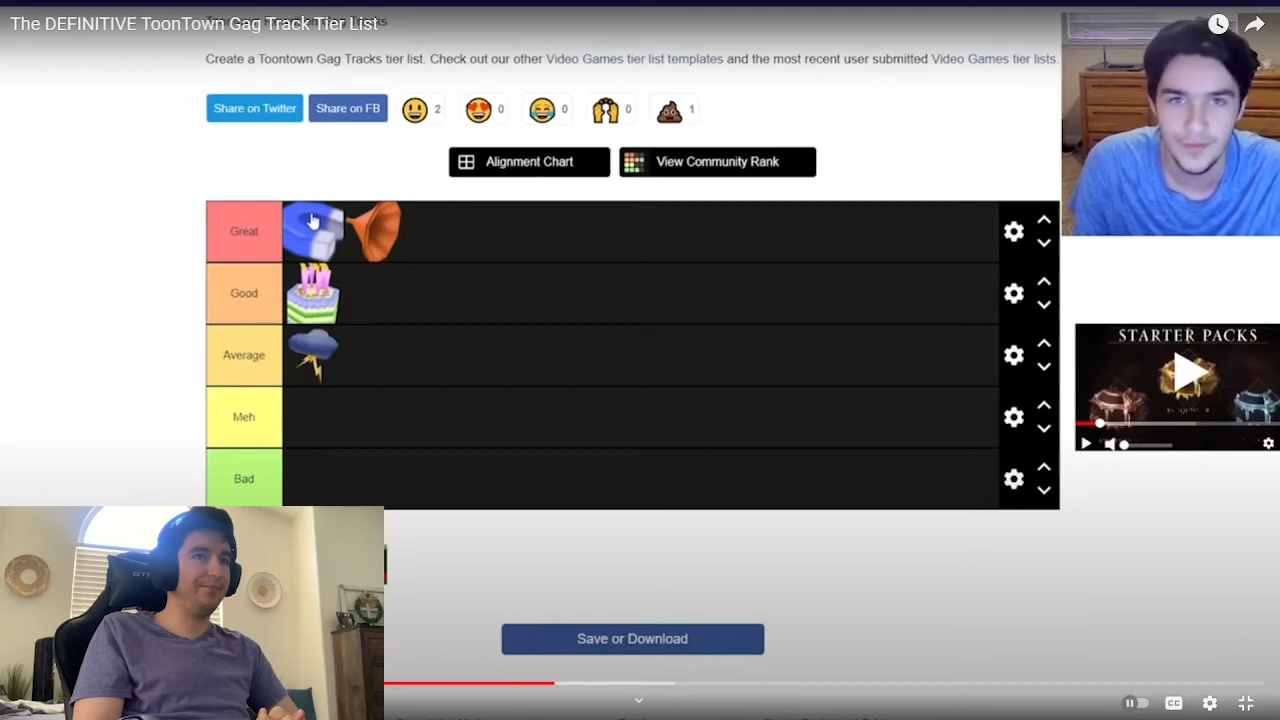 The DEFINITIVE ToonTown Gag Track Tier List
Create a Toontown Gag Tracks tier list. Check out our other Video Games tier list templates and the most recent user submitted Video Games tier lists.
Share on Twitter
Share on FB
2
0
0
0
1
Alignment Chart
View Community Rank
Great
Good
Average
Meh
Bad
STARTER PACKS
Save or Download
CC